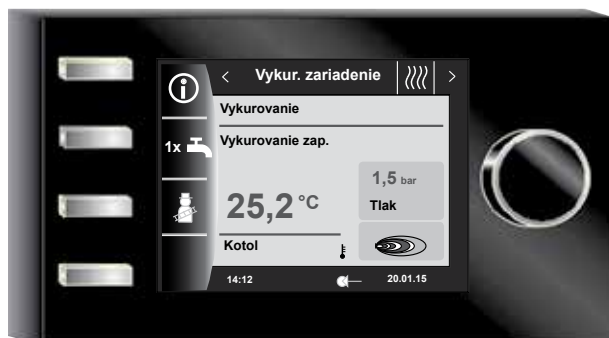 Vykur. zariadenie
Vykurovanie
1x
Vykurovanie zap.
1,5 bar
Tlak
25,2 °C
Kotol
14:12
20.01.15